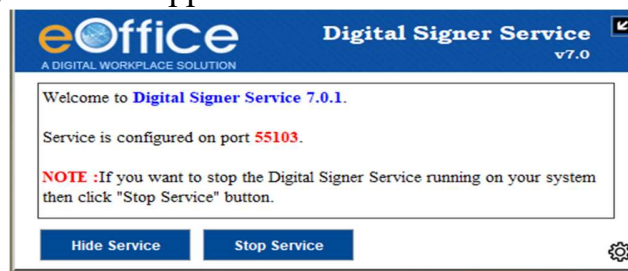 eOffice
A DIGITAL WORKPLACE SOLUTION
Digital Signer Service
v7.0
Welcome to Digital Signer Service 7.0.1.
Service is configured on port 55103.
NOTE :If you want to stop the Digital Signer Service running on your system
then click "Stop Service" button.
Hide Service Stop Service